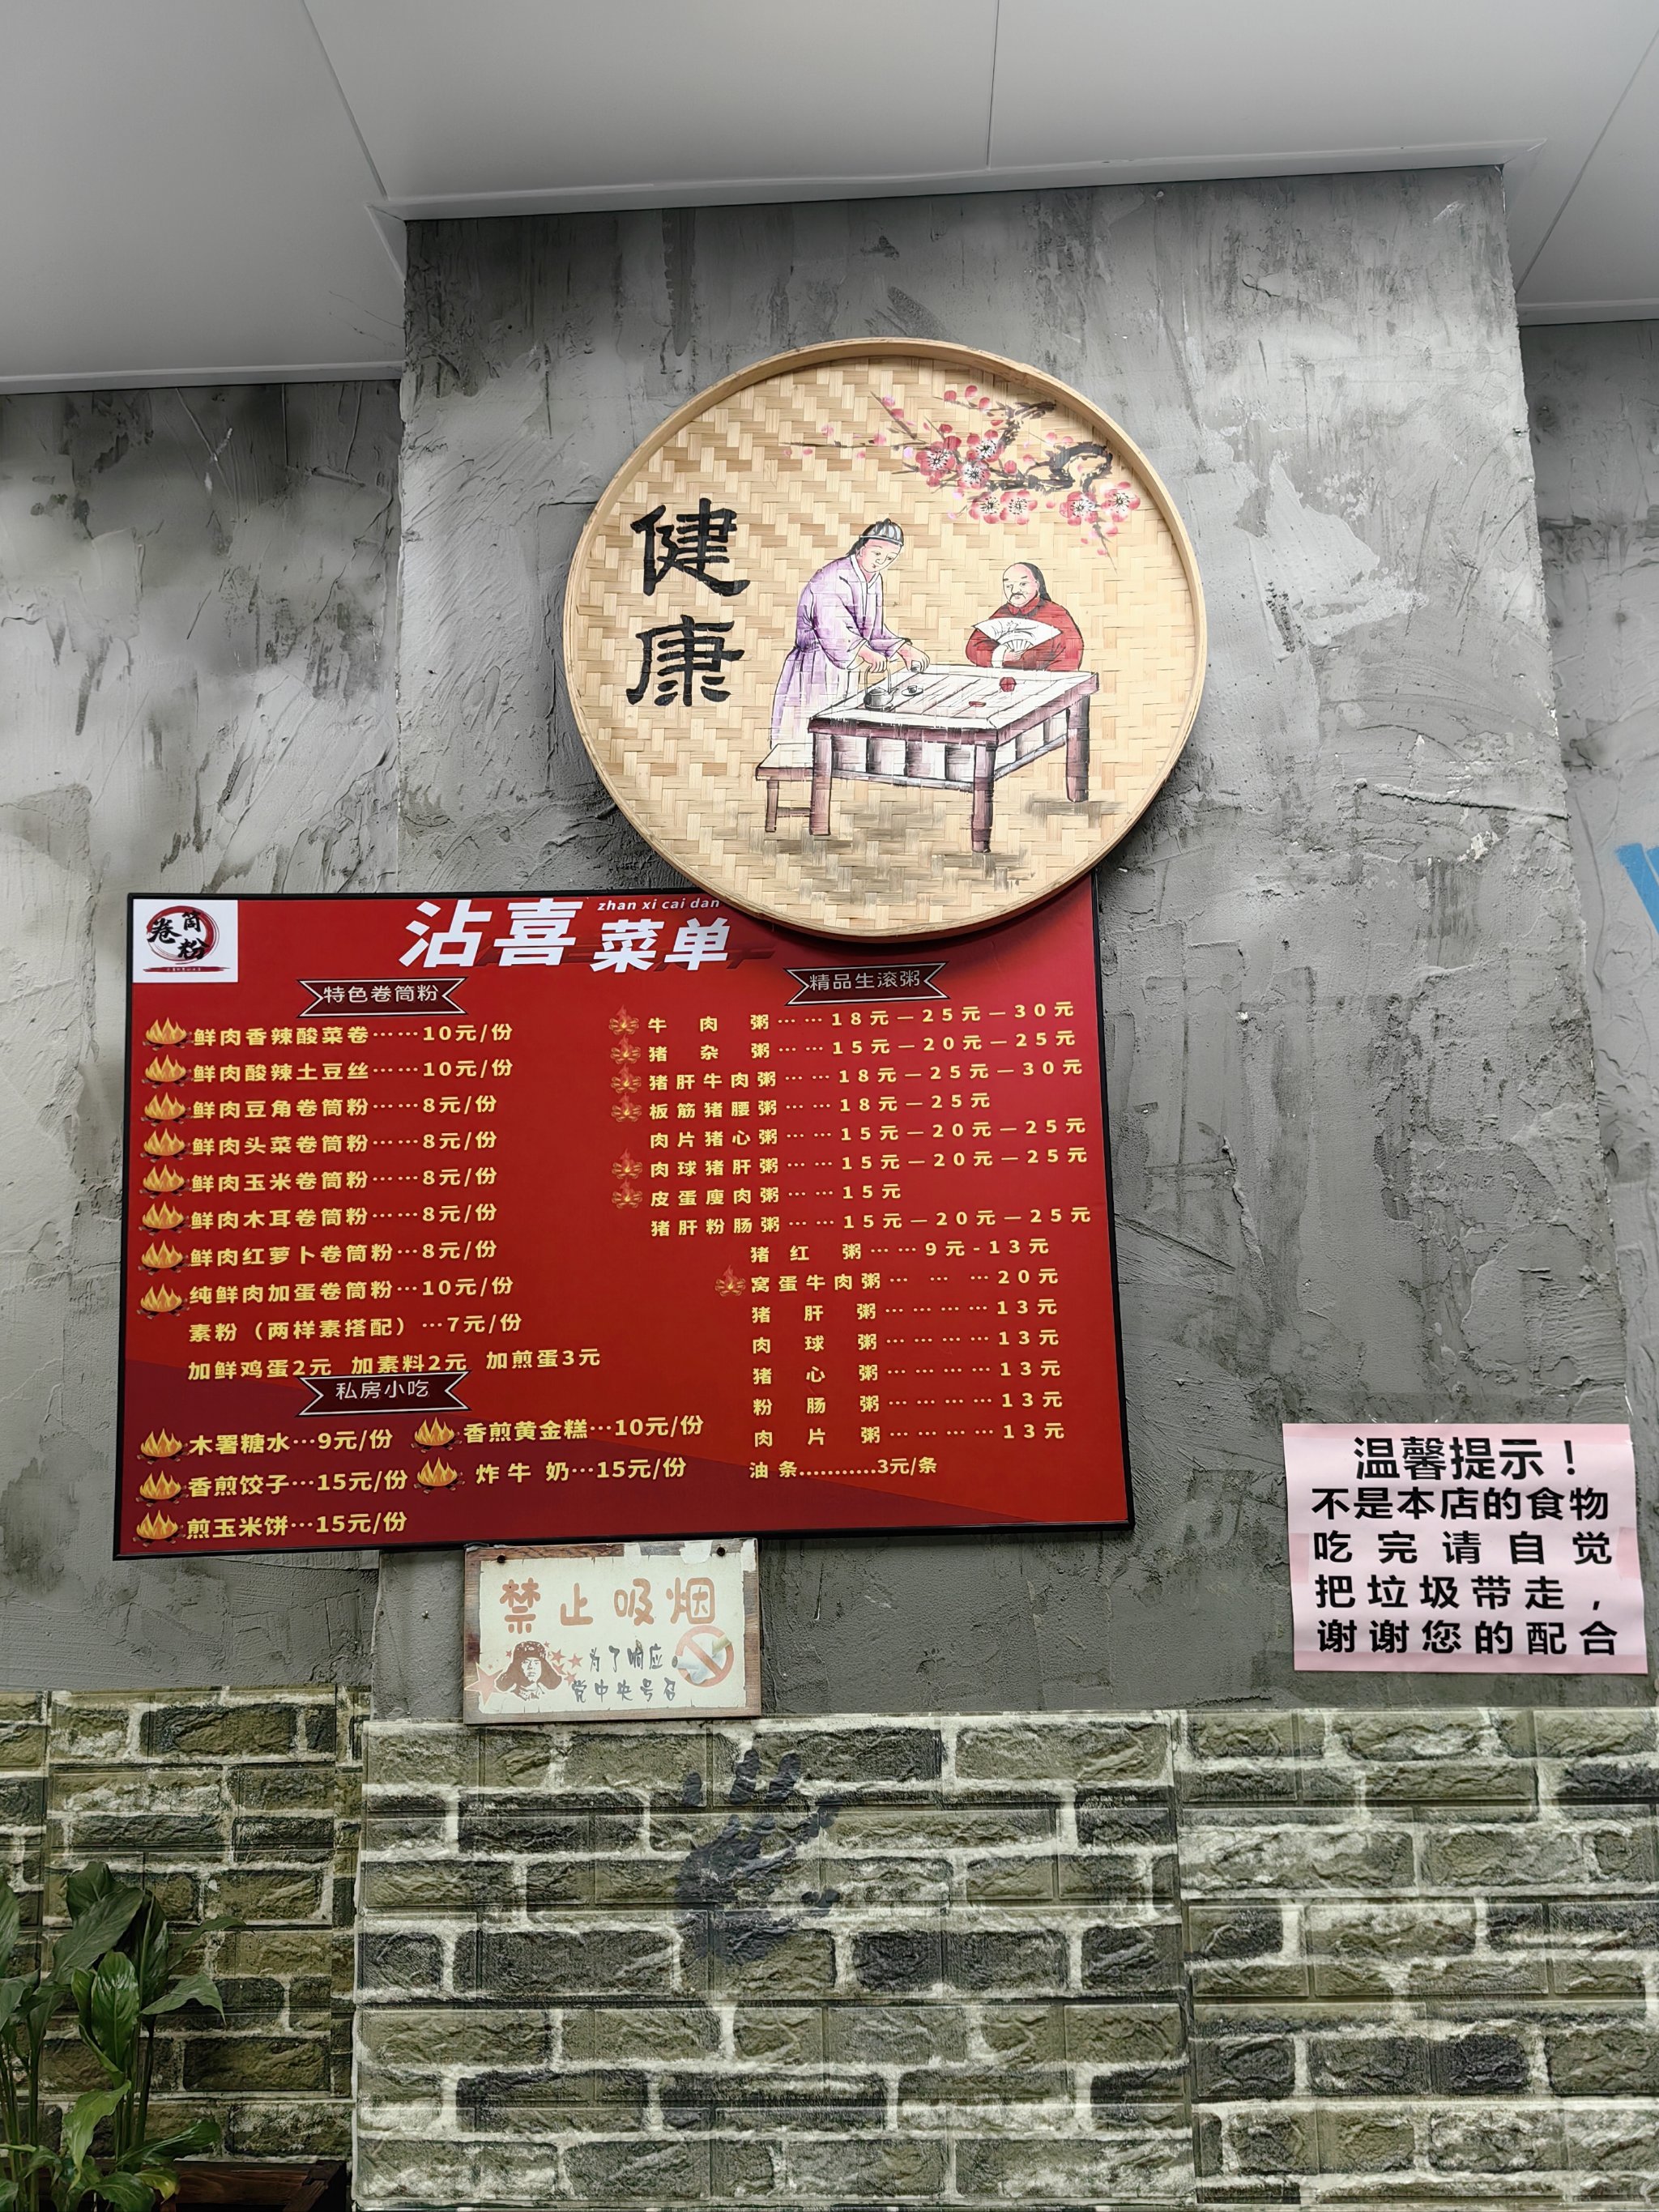 健
康
卷筒粉
沾喜菜单
zhan xi cai dan
特色卷筒粉
鲜肉香辣酸菜卷……10元/份
鲜肉酸辣土豆丝……10元/份
鲜肉豆角卷筒粉……8元/份
鲜肉头菜卷筒粉……8元/份
鲜肉玉米卷筒粉……8元/份
鲜肉木耳卷筒粉……8元/份
鲜肉红萝卜卷筒粉…8元/份
纯鲜肉加蛋卷筒粉…10元/份
素粉（两样素搭配）…7元/份
加鲜鸡蛋2元 加素料2元 加煎蛋3元
私房小吃
木署糖水…9元/份 香煎黄金糕…10元/份
香煎饺子…15元/份 炸牛奶…15元/份
煎玉米饼…15元/份
精品生滚粥
牛肉粥……18元—25元—30元
猪杂粥……15元—20元—25元
猪肝牛肉粥……18元—25元—30元
板筋猪腰粥……18元—25元
肉片猪心粥……15元—20元—25元
肉球猪肝粥……15元—20元—25元
皮蛋廋肉粥……15元
猪肝粉肠粥……15元—20元—25元
猪红粥……9元-13元
窝蛋牛肉粥………20元
猪肝粥…………13元
肉球粥…………13元
猪心粥…………13元
粉肠粥…………13元
肉片粥…………13元
油条...........3元/条
禁止吸烟
为了响应
党中央号召
温馨提示！
不是本店的食物
吃完请自觉
把垃圾带走，
谢谢您的配合